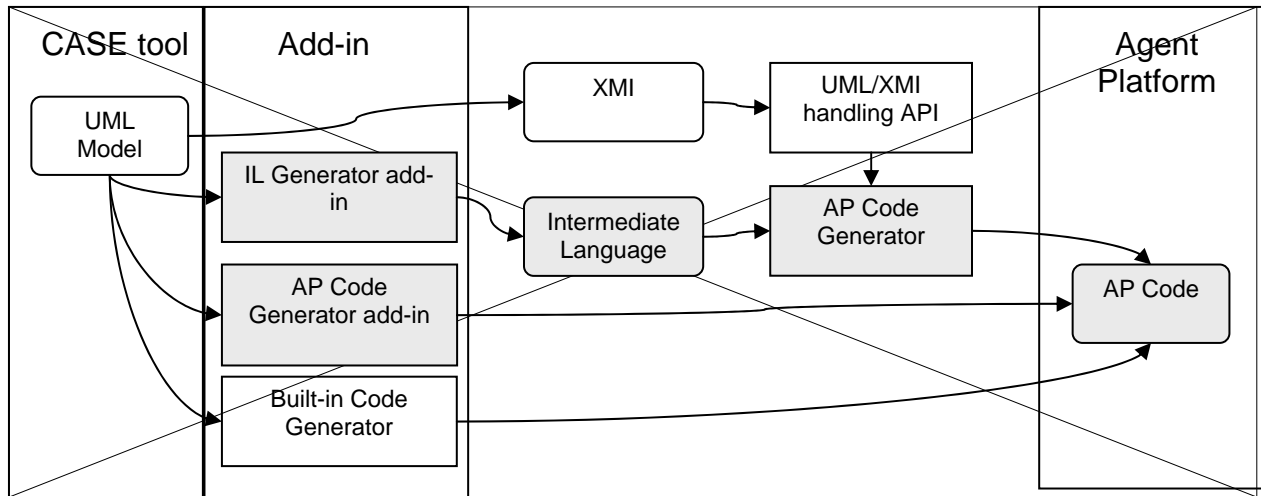 CASE tool
Add-in
Agent
Platform
UML
Model
XMI
UML/XMI
handling API
IL Generator add-
in
Intermediate
Language
AP Code
Generator
AP Code
Generator add-in
AP Code
Built-in Code
Generator